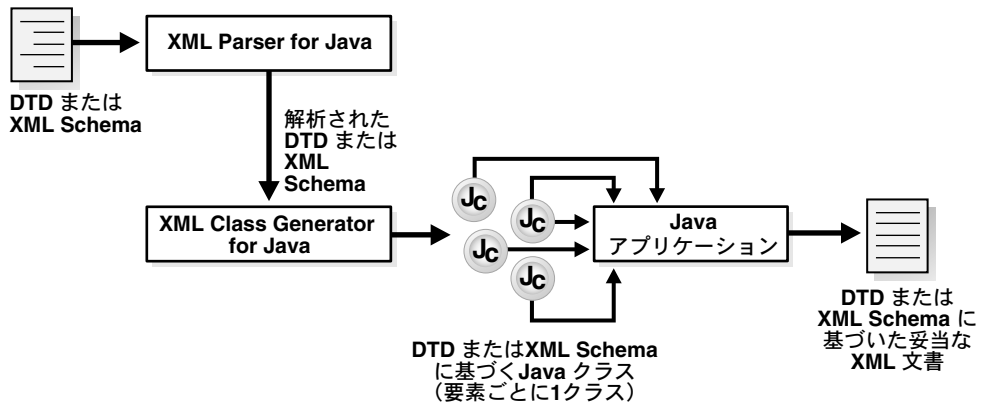 XML Parser for Java
DTD または
XML Schema
解析された
DTD または
XML
Schema
XML Class Generator
for Java
Jc
Jc
Jc
Jc
Java
アプリケーション
DTD または
XML Schema に
基づいた妥当な
XML 文書
DTD またはXML Schema
に基づくJava クラス
（要素ごとに1クラス）